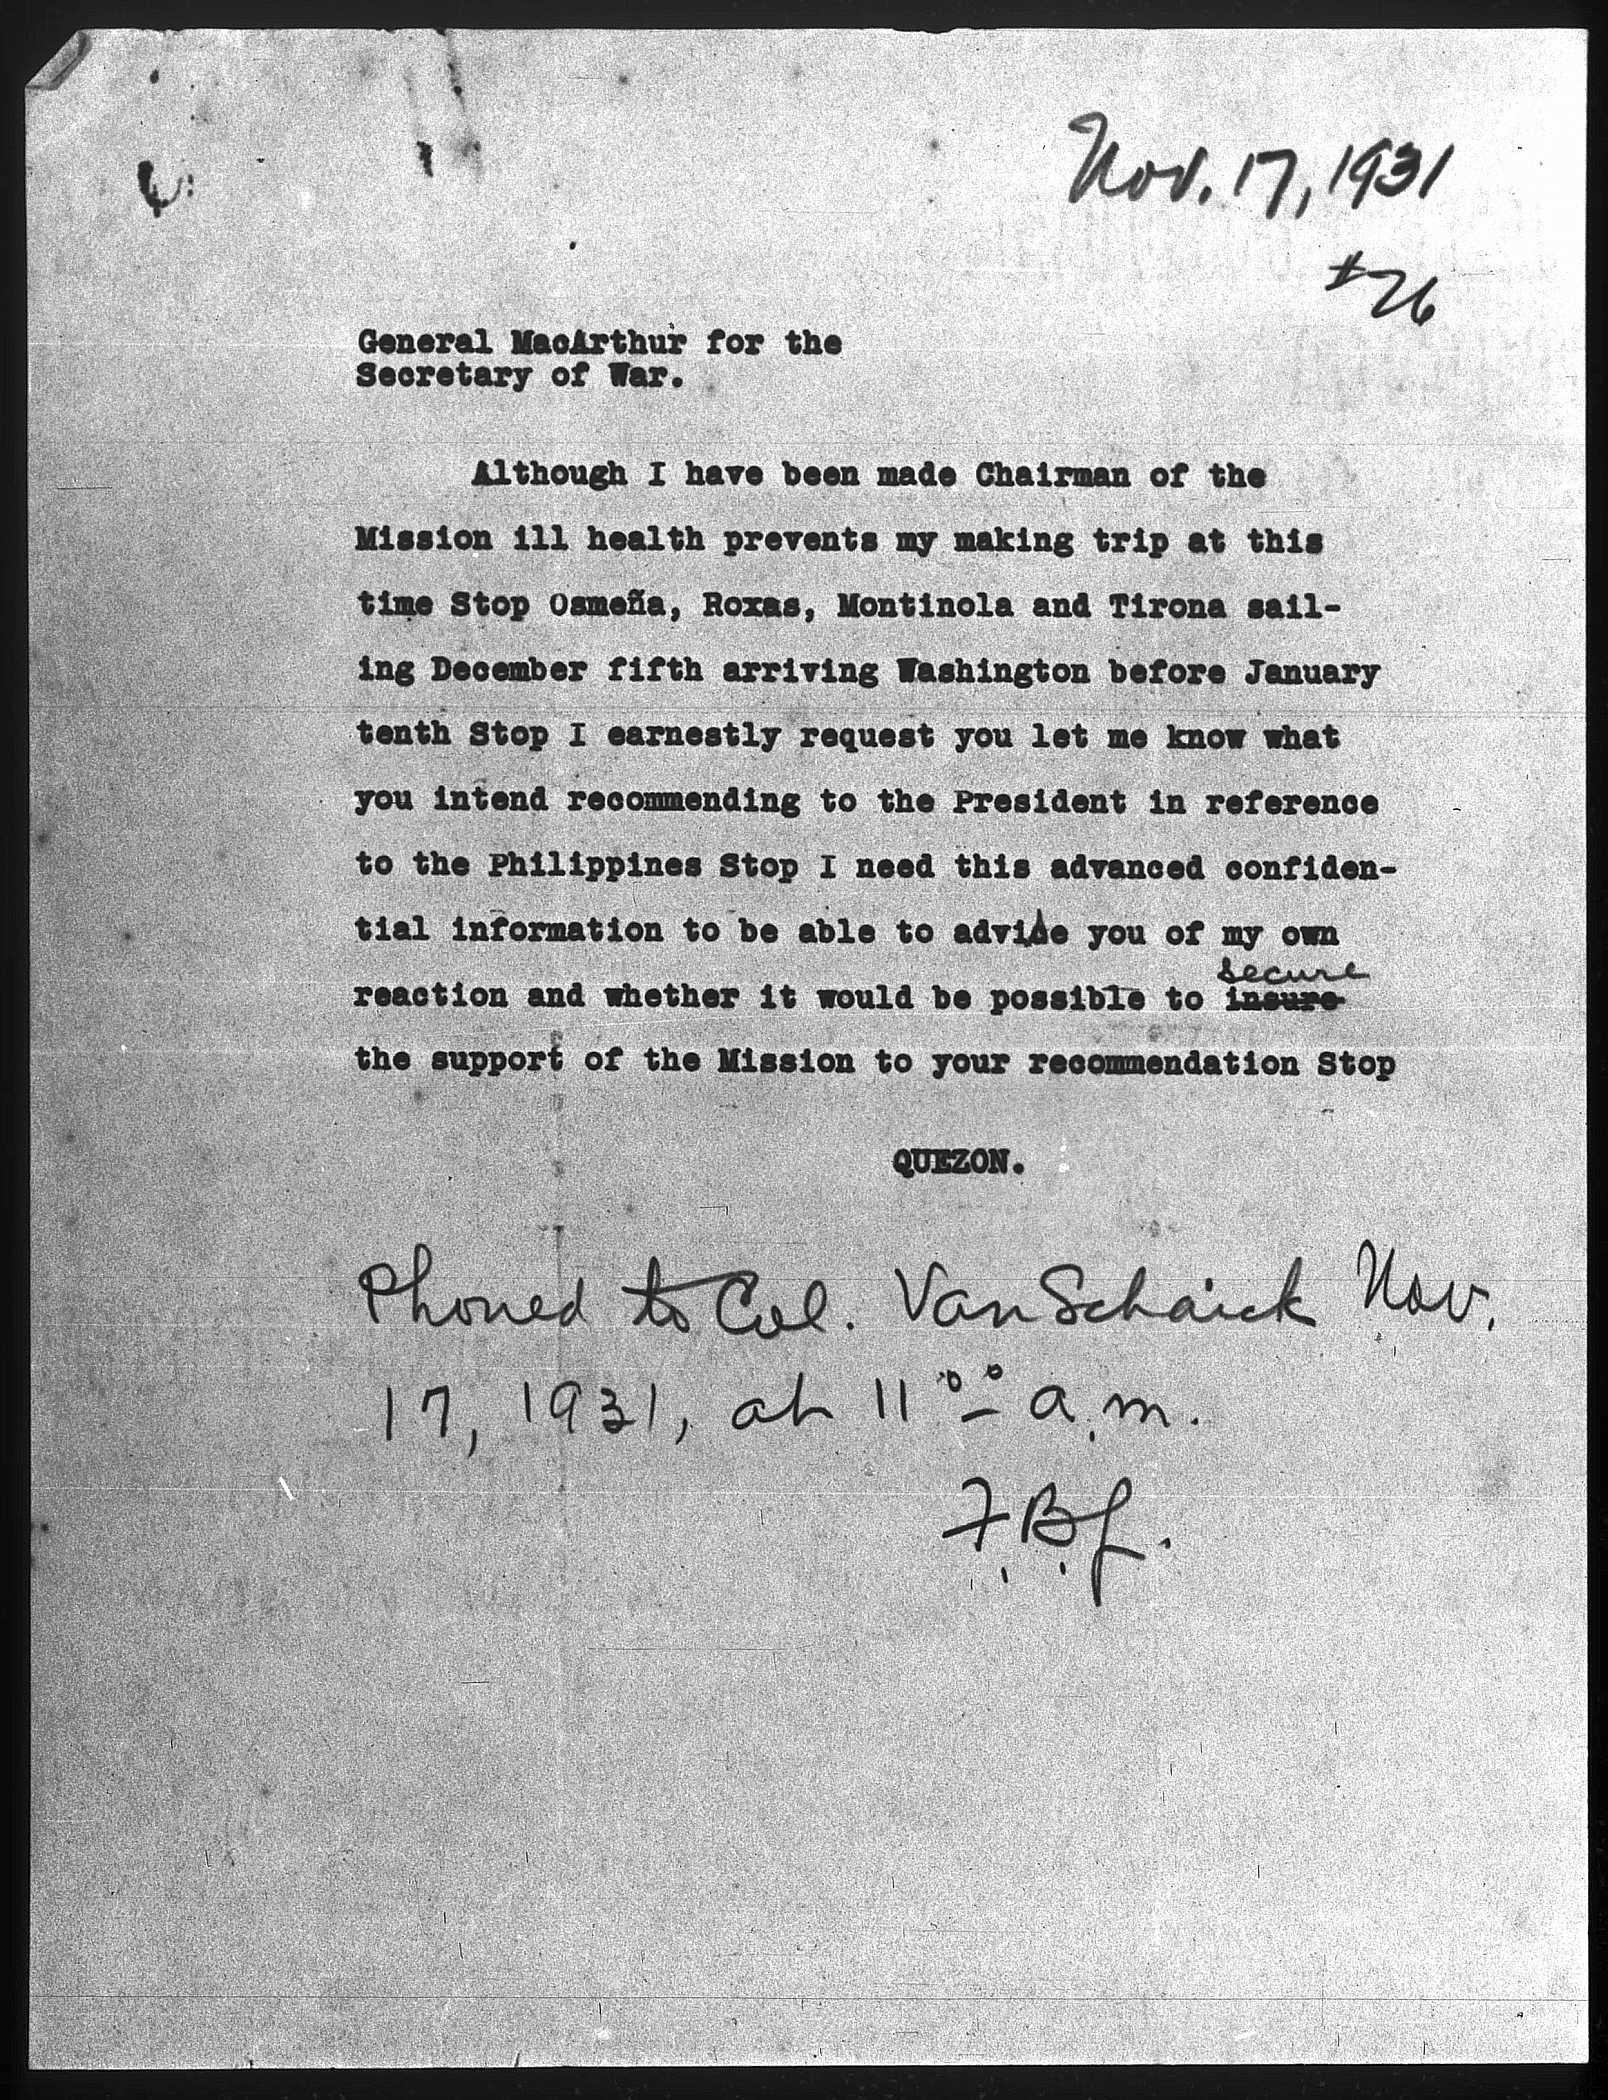 Nov. 17, 1931
#26
General MacArthur for the
Secretary of War.
Although I have been made Chairman of the
Mission ill health prevents my making trip at this
time Stop Osmeña, Roxas, Montinola and Tirona sail-
ing December fifth arriving Washington before January
tenth Stop I earnestly request you let me know what
you intend recommending to the President in reference
to the Philippines Stop I need this advanced confiden-
tial information to be able to advise you of my own
secure
reaction and whether it would be possible to insure
the support of the Mission to your recommendation Stop
QUEZON.
Phoned to Col. Van Schaick Nov.
17, 1931, at 11 00 a.m.
F.B.